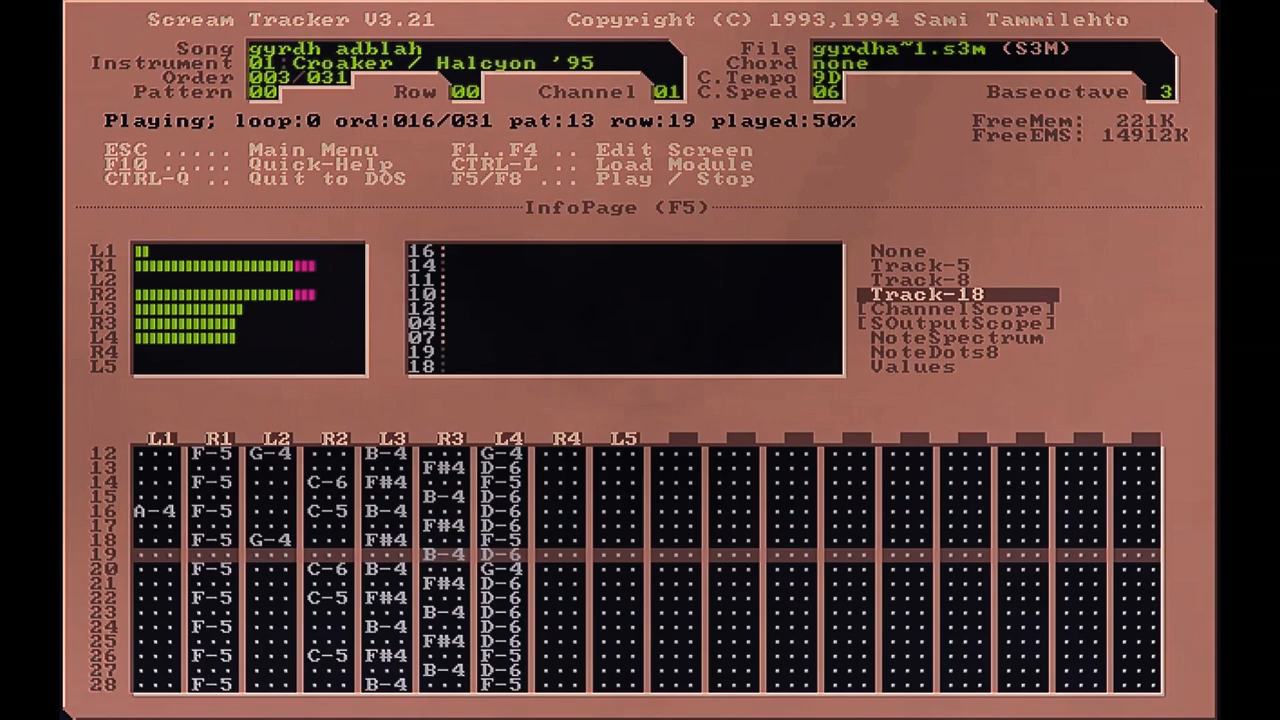 Scream Tracker V3.21 Copyright (C) 1993,1994 Sami Tammilehto
Song gyrdh adblah File gyrdha~1.s3m (S3M)
Instrument 01:Croaker / Halcyon '95 Chord none
Order 003/031 C.Tempo 9D
Pattern 00 Row 00 Channel 01 C.Speed 06 Baseoctave 3
Playing; loop:0 ord:016/031 pat:13 row:19 played:50% FreeMem: 221K
FreeEMS: 14912K
ESC ..... Main Menu F1..F4 .. Edit Screen
F10 ..... Quick-Help CTRL-L .. Load Module
CTRL-Q .. Quit to DOS F5/F8 ... Play / Stop
InfoPage (F5)
L1 16: None
R1 14: Track-5
L2 11: Track-8
R2 10: Track-18
L3 12: [ChannelScope]
R3 04: [SOutputScope]
L4 07: NoteSpectrum
R4 19: NoteDots8
L5 18: Values
L1 R1 L2 R2 L3 R3 L4 R4 L5
12 ... F-5 G-4 ... B-4 ... G-4 ... ... ... ... ... ... ... ... ... ... ...
13 ... ... ... ... ... F#4 D-6 ... ... ... ... ... ... ... ... ... ... ...
14 ... F-5 ... C-6 F#4 ... F-5 ... ... ... ... ... ... ... ... ... ... ...
15 ... ... ... ... ... B-4 D-6 ... ... ... ... ... ... ... ... ... ... ...
16 A-4 F-5 ... C-5 B-4 ... D-6 ... ... ... ... ... ... ... ... ... ... ...
17 ... ... ... ... ... F#4 D-6 ... ... ... ... ... ... ... ... ... ... ...
18 ... F-5 G-4 ... F#4 ... F-5 ... ... ... ... ... ... ... ... ... ... ...
19 ... ... ... ... ... B-4 D-6 ... ... ... ... ... ... ... ... ... ... ...
20 ... F-5 ... C-6 B-4 ... G-4 ... ... ... ... ... ... ... ... ... ... ...
21 ... ... ... ... ... F#4 D-6 ... ... ... ... ... ... ... ... ... ... ...
22 ... F-5 ... C-5 F#4 ... D-6 ... ... ... ... ... ... ... ... ... ... ...
23 ... ... ... ... ... B-4 D-6 ... ... ... ... ... ... ... ... ... ... ...
24 ... F-5 ... ... B-4 ... D-6 ... ... ... ... ... ... ... ... ... ... ...
25 ... ... ... ... ... F#4 D-6 ... ... ... ... ... ... ... ... ... ... ...
26 ... F-5 ... C-5 F#4 ... F-5 ... ... ... ... ... ... ... ... ... ... ...
27 ... ... ... ... ... B-4 D-6 ... ... ... ... ... ... ... ... ... ... ...
28 ... F-5 ... ... B-4 ... F-5 ... ... ... ... ... ... ... ... ... ... ...